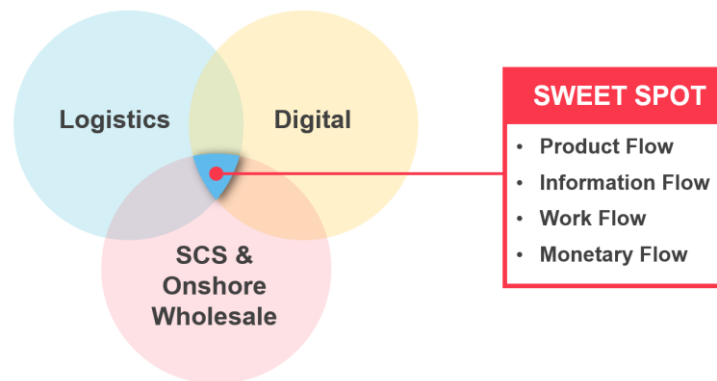 Logistics
Digital
SCS &
Onshore
Wholesale
SWEET SPOT
• Product Flow
• Information Flow
• Work Flow
• Monetary Flow